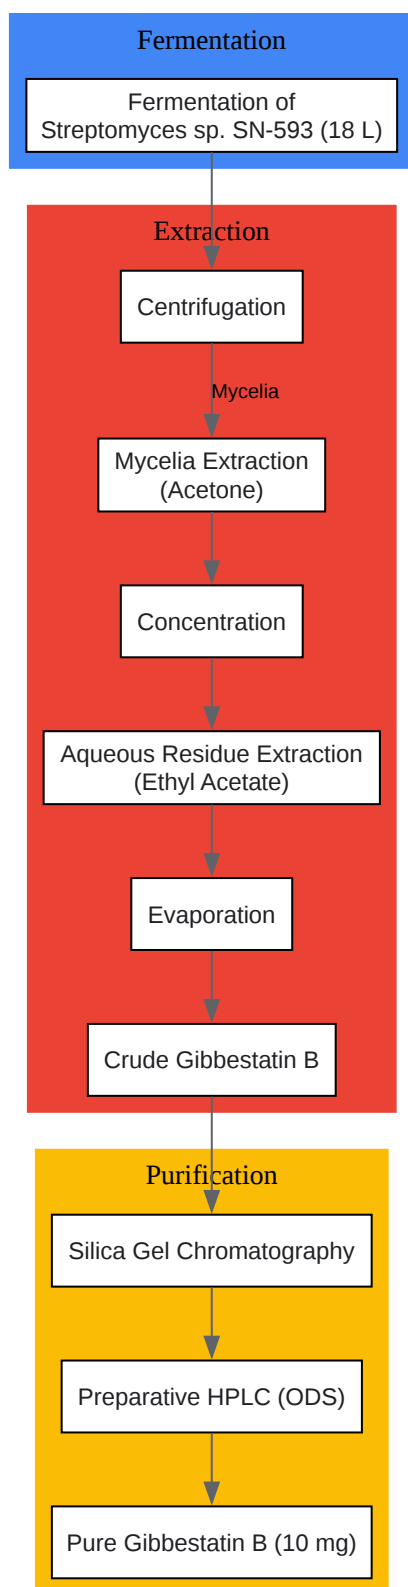 Fermentation
Fermentation of
Streptomyces sp. SN-593 (18 L)
Extraction
Centrifugation
Mycelia
Mycelia Extraction
(Acetone)
Concentration
Aqueous Residue Extraction
(Ethyl Acetate)
Evaporation
Crude Gibbestatin B
Purification
Silica Gel Chromatography
Preparative HPLC (ODS)
Pure Gibbestatin B (10 mg)